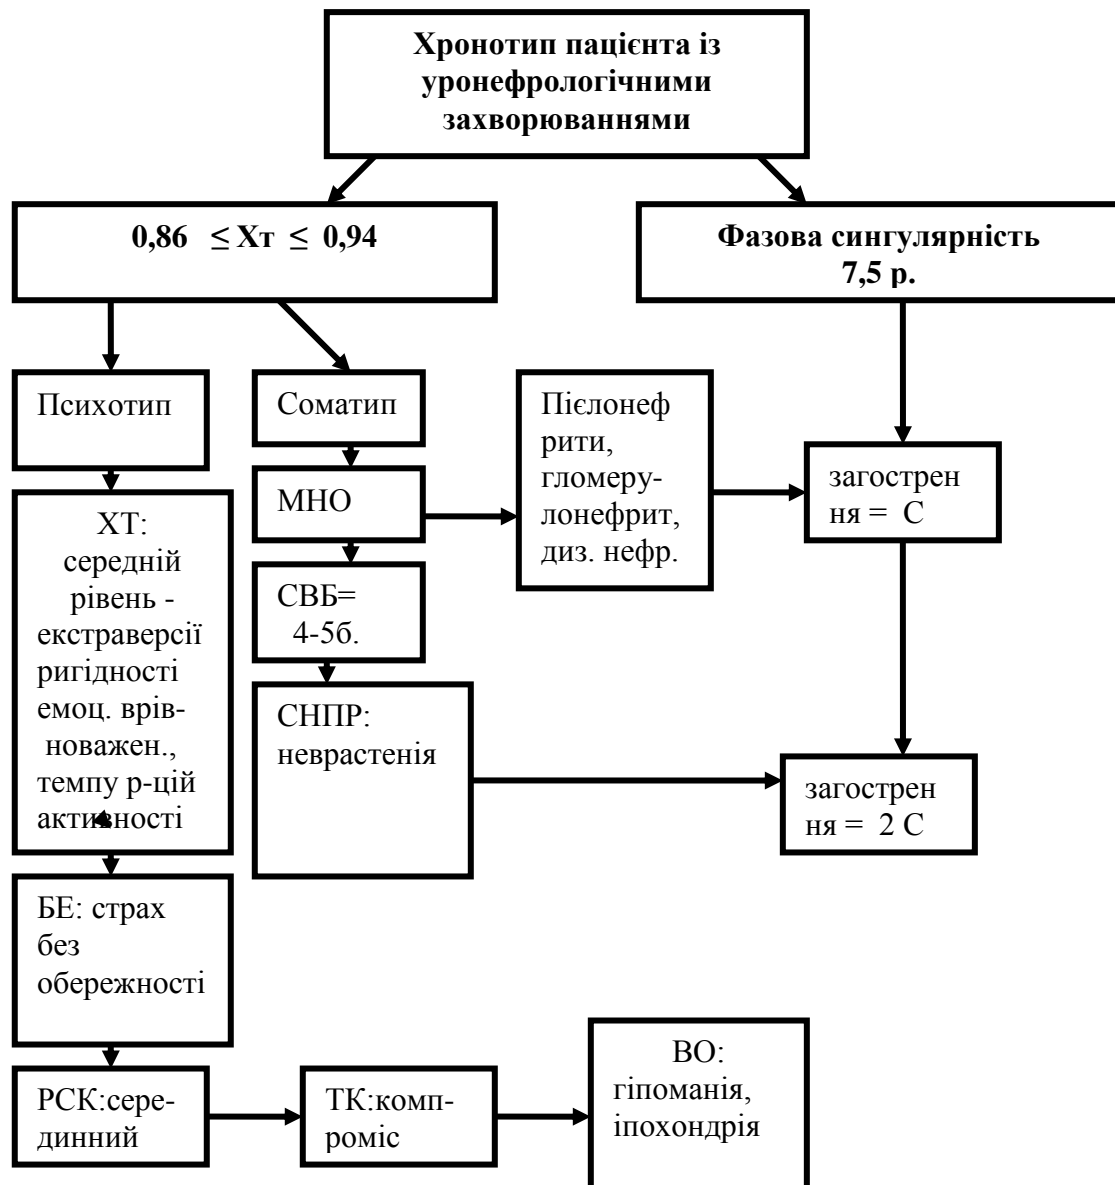 Хронотип пацієнта із
уронефрологічними
захворюваннями
0,86 ≤ Хт ≤ 0,94
Фазова сингулярність
7,5 р.
Психотип
Соматип
Пієлонеф
рити,
гломеру-
лонефрит,
диз. нефр.
загострен
ня = С
МНО
ХТ:
середній
рівень -
екстраверсії
ригідності
емоц. врів-
новажен.,
темпу р-цій
активності
СВБ=
4-5б.
СНПР:
неврастенія
загострен
ня = 2 С
БЕ: страх
без
обережності
РСК:сере-
динний
ТК:комп-
роміс
ВО:
гіпоманія,
іпохондрія